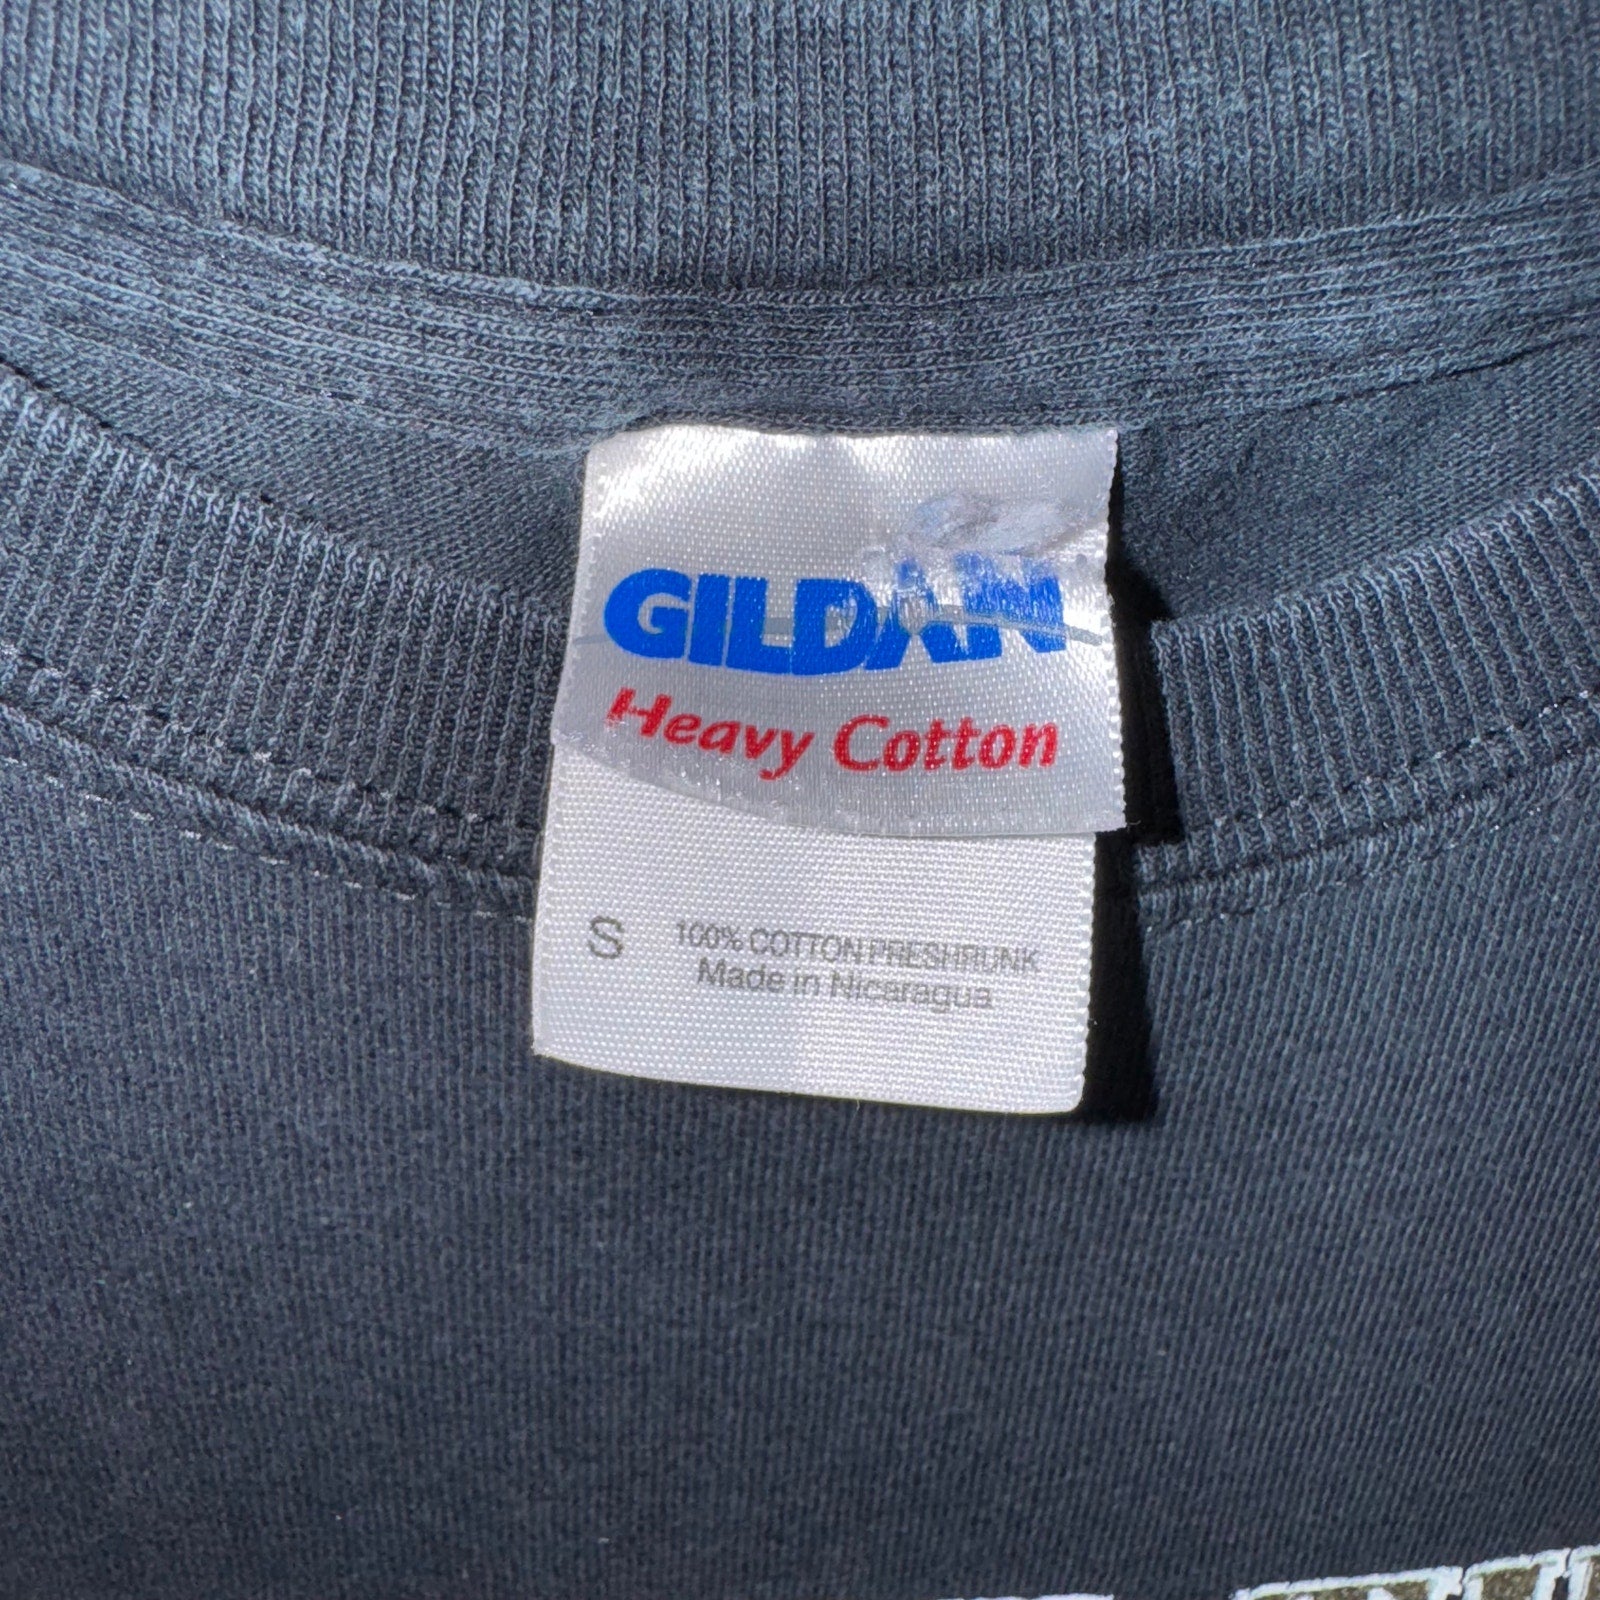 GILDAN
Heavy Cotton
S
100% COTTON PRESHRUNK
Made in Nicaragua